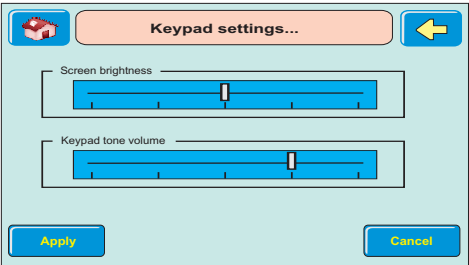 Keypad settings...
Screen brightness
Keypad tone volume
Apply
Cancel